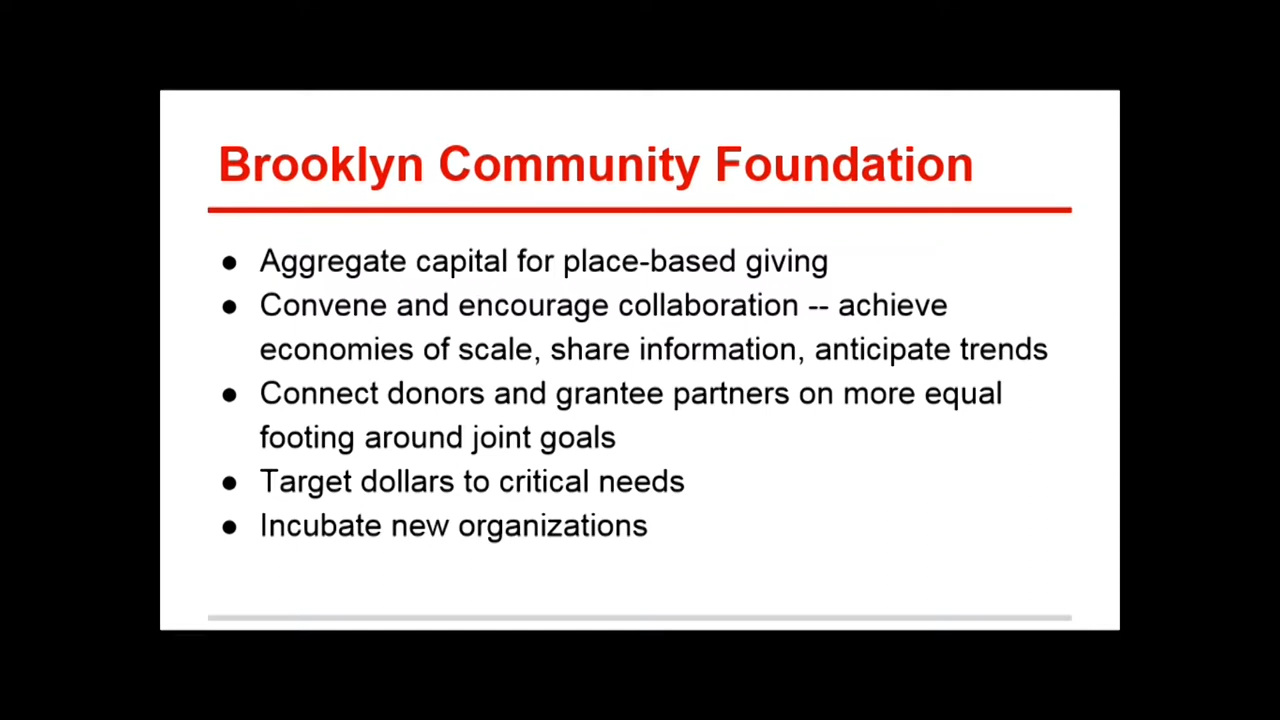 Brooklyn Community Foundation
● Aggregate capital for place-based giving
● Convene and encourage collaboration -- achieve
economies of scale, share information, anticipate trends
● Connect donors and grantee partners on more equal
footing around joint goals
● Target dollars to critical needs
● Incubate new organizations